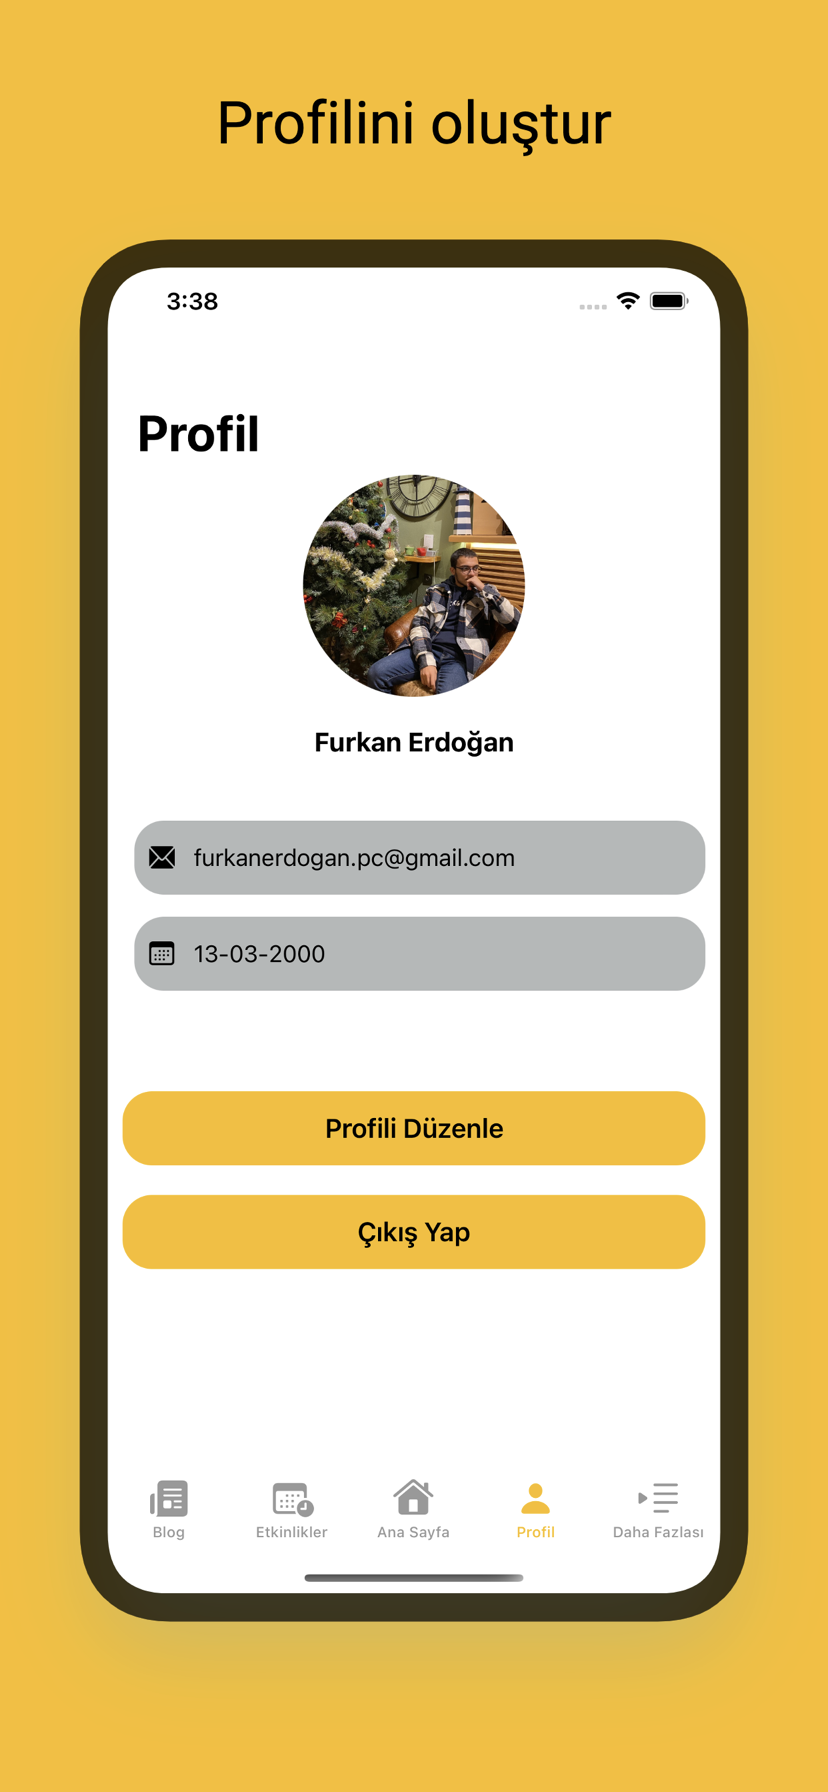 Profilini oluştur
3:38
Profil
Furkan Erdoğan
furkanerdogan.pc@gmail.com
13-03-2000
Profili Düzenle
Çıkış Yap
Blog
Etkinlikler
Ana Sayfa
Profil
Daha Fazlası